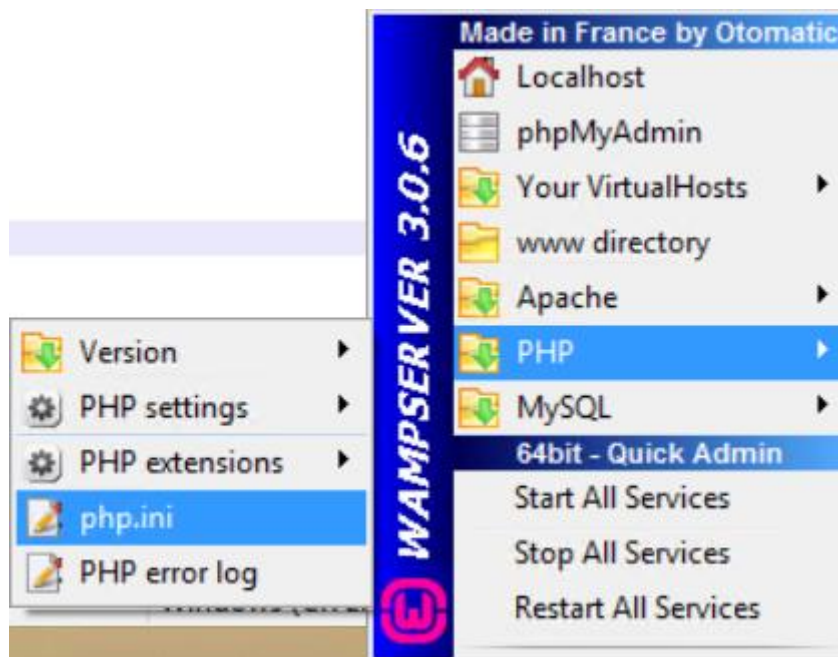 Made in France by Otomatic
Localhost
phpMyAdmin
Your VirtualHosts
www directory
Apache
PHP
MySQL
64bit - Quick Admin
Start All Services
Stop All Services
Restart All Services
WAMPSERVER 3.0.6
Version
PHP settings
PHP extensions
php.ini
PHP error log